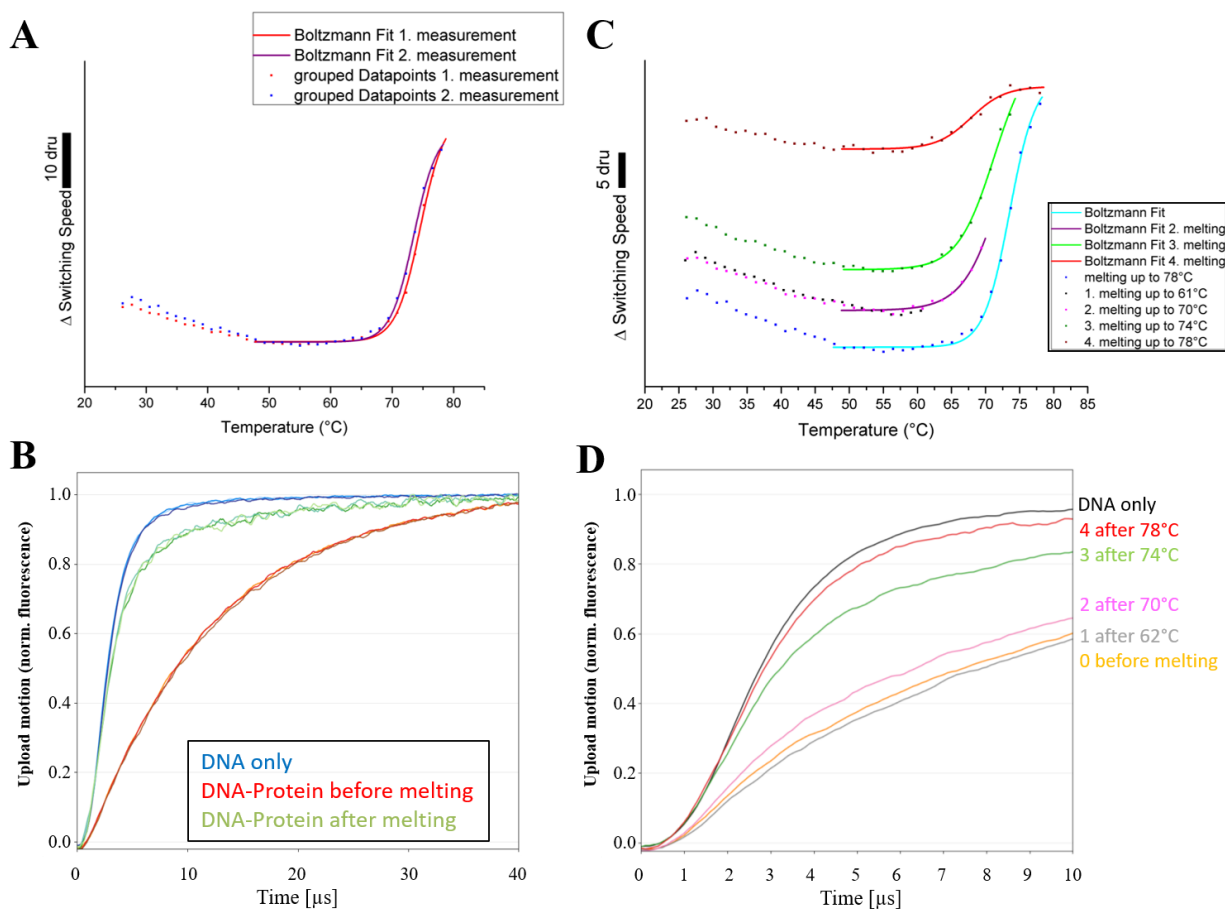 A
Boltzmann Fit 1. measurement
Boltzmann Fit 2. measurement
grouped Datapoints 1. measurement
grouped Datapoints 2. measurement
Δ Switching Speed
10 dru
20 30 40 50 60 70 80
Temperature (°C)
C
Δ Switching Speed
5 dru
Boltzmann Fit
Boltzmann Fit 2. melting
Boltzmann Fit 3. melting
Boltzmann Fit 4. melting
melting up to 78°C
1. melting up to 61°C
2. melting up to 70°C
3. melting up to 74°C
4. melting up to 78°C
20 25 30 35 40 45 50 55 60 65 70 75 80 85
Temperature (°C)
B
Upload motion (norm. fluorescence)
1.0
0.8
0.6
0.4
0.2
0.0
DNA only
DNA-Protein before melting
DNA-Protein after melting
0 10 20 30 40
Time [µs]
D
Upload motion (norm. fluorescence)
1.0
0.8
0.6
0.4
0.2
0.0
DNA only
4 after 78°C
3 after 74°C
2 after 70°C
1 after 62°C
0 before melting
0 1 2 3 4 5 6 7 8 9 10
Time [µs]